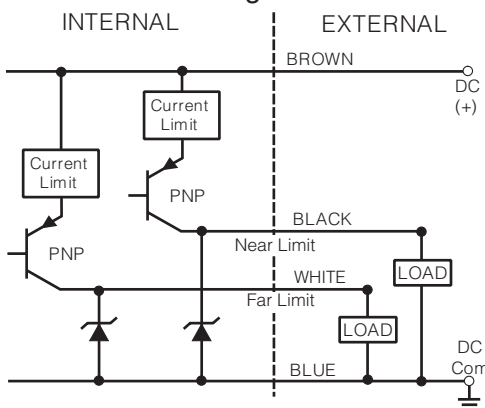 INTERNAL
EXTERNAL
BROWN
DC
(+)
Current
Limit
Current
Limit
PNP
PNP
BLACK
Near Limit
LOAD
WHITE
Far Limit
LOAD
BLUE
DC
Com